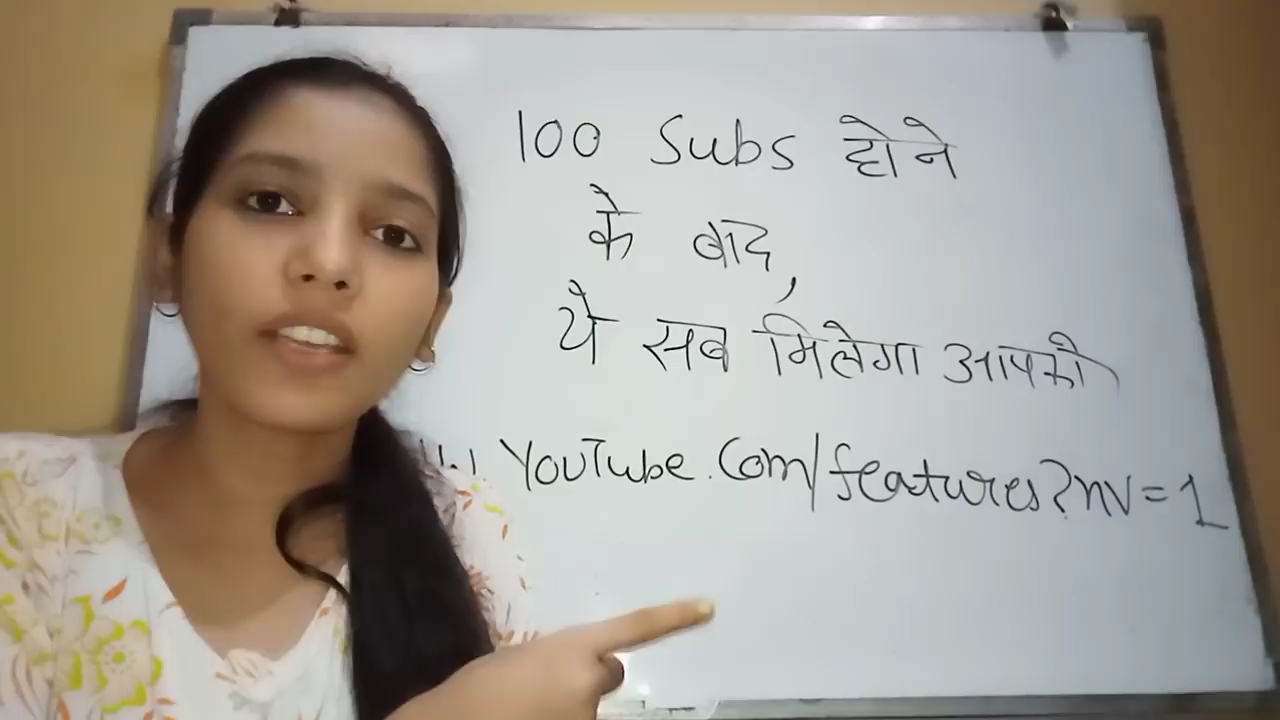 100 Subs होने
के बाद,
ये सब मिलेगा आपको
YouTube.Com/features?nv=1